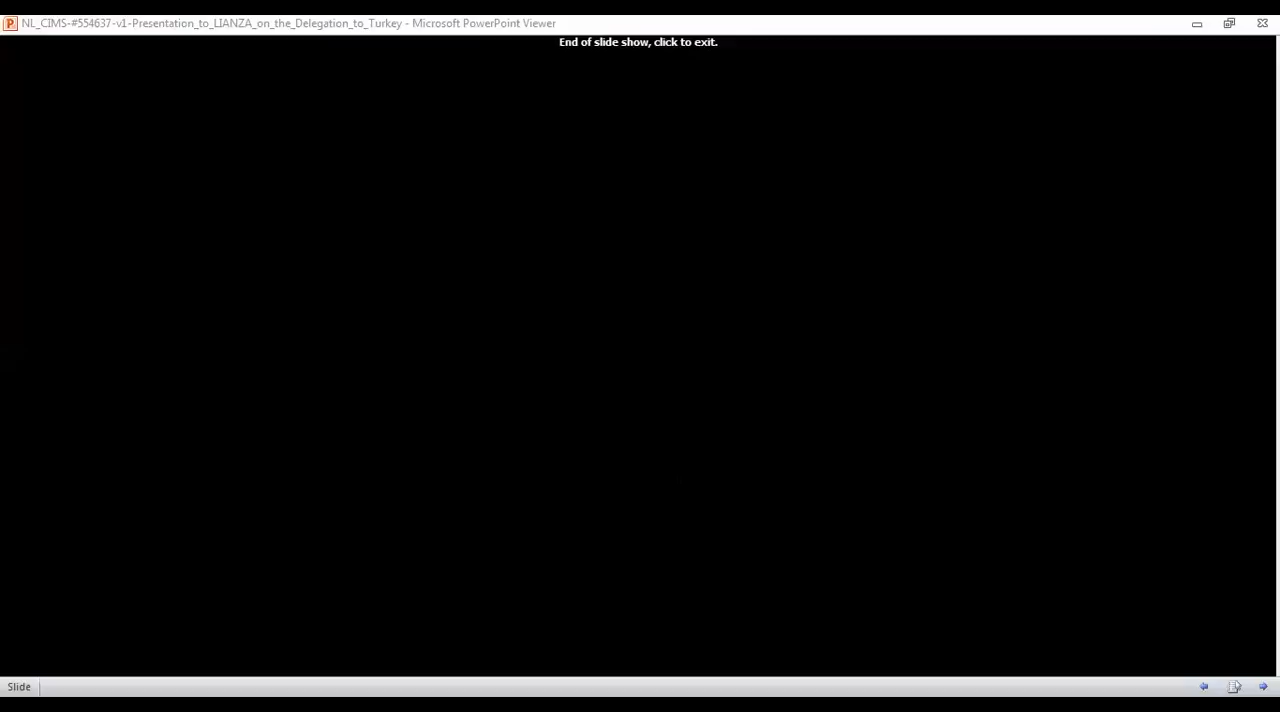 NL_CIMS-#554637-v1-Presentation_to_LIANZA_on_the_Delegation_to_Turkey - Microsoft PowerPoint Viewer
End of slide show, click to exit.
Slide